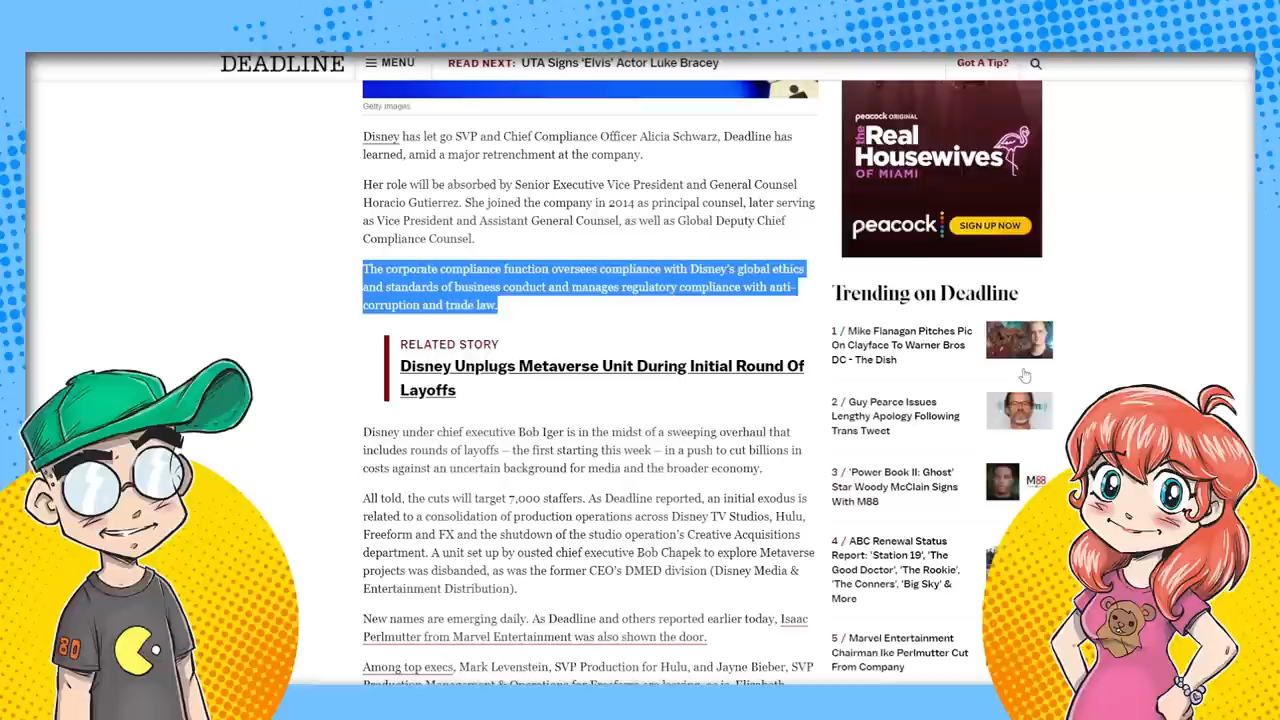 DEADLINE
MENU
READ NEXT: UTA Signs 'Elvis' Actor Luke Bracey
Got A Tip?
Getty Images
Disney has let go SVP and Chief Compliance Officer Alicia Schwarz, Deadline has
learned, amid a major retrenchment at the company.
Her role will be absorbed by Senior Executive Vice President and General Counsel
Horacio Gutierrez. She joined the company in 2014 as principal counsel, later serving
as Vice President and Assistant General Counsel, as well as Global Deputy Chief
Compliance Counsel.
The corporate compliance function oversees compliance with Disney's global ethics
and standards of business conduct and manages regulatory compliance with anti-
corruption and trade law.
RELATED STORY
Disney Unplugs Metaverse Unit During Initial Round Of
Layoffs
Disney under chief executive Bob Iger is in the midst of a sweeping overhaul that
includes rounds of layoffs – the first starting this week – in a push to cut billions in
costs against an uncertain background for media and the broader economy.
All told, the cuts will target 7,000 staffers. As Deadline reported, an initial exodus is
related to a consolidation of production operations across Disney TV Studios, Hulu,
Freeform and FX and the shutdown of the studio operation's Creative Acquisitions
department. A unit set up by ousted chief executive Bob Chapek to explore Metaverse
projects was disbanded, as was the former CEO's DMED division (Disney Media &
Entertainment Distribution).
New names are emerging daily. As Deadline and others reported earlier today, Isaac
Perlmutter from Marvel Entertainment was also shown the door.
Among top execs, Mark Levenstein, SVP Production for Hulu, and Jayne Bieber, SVP
Production Management & Operations for Freeform are leaving, as is Elizabeth
peacock ORIGINAL
the Real
Housewives
OF MIAMI
peacock
SIGN UP NOW
Trending on Deadline
1 / Mike Flanagan Pitches Pic
On Clayface To Warner Bros
DC - The Dish
2 / Guy Pearce Issues
Lengthy Apology Following
Trans Tweet
3 / 'Power Book II: Ghost'
Star Woody McClain Signs
With M88
M88
4 / ABC Renewal Status
Report: 'Station 19', 'The
Good Doctor', 'The Rookie',
'The Conners', 'Big Sky' &
More
5 / Marvel Entertainment
Chairman Ike Perlmutter Cut
From Company
80